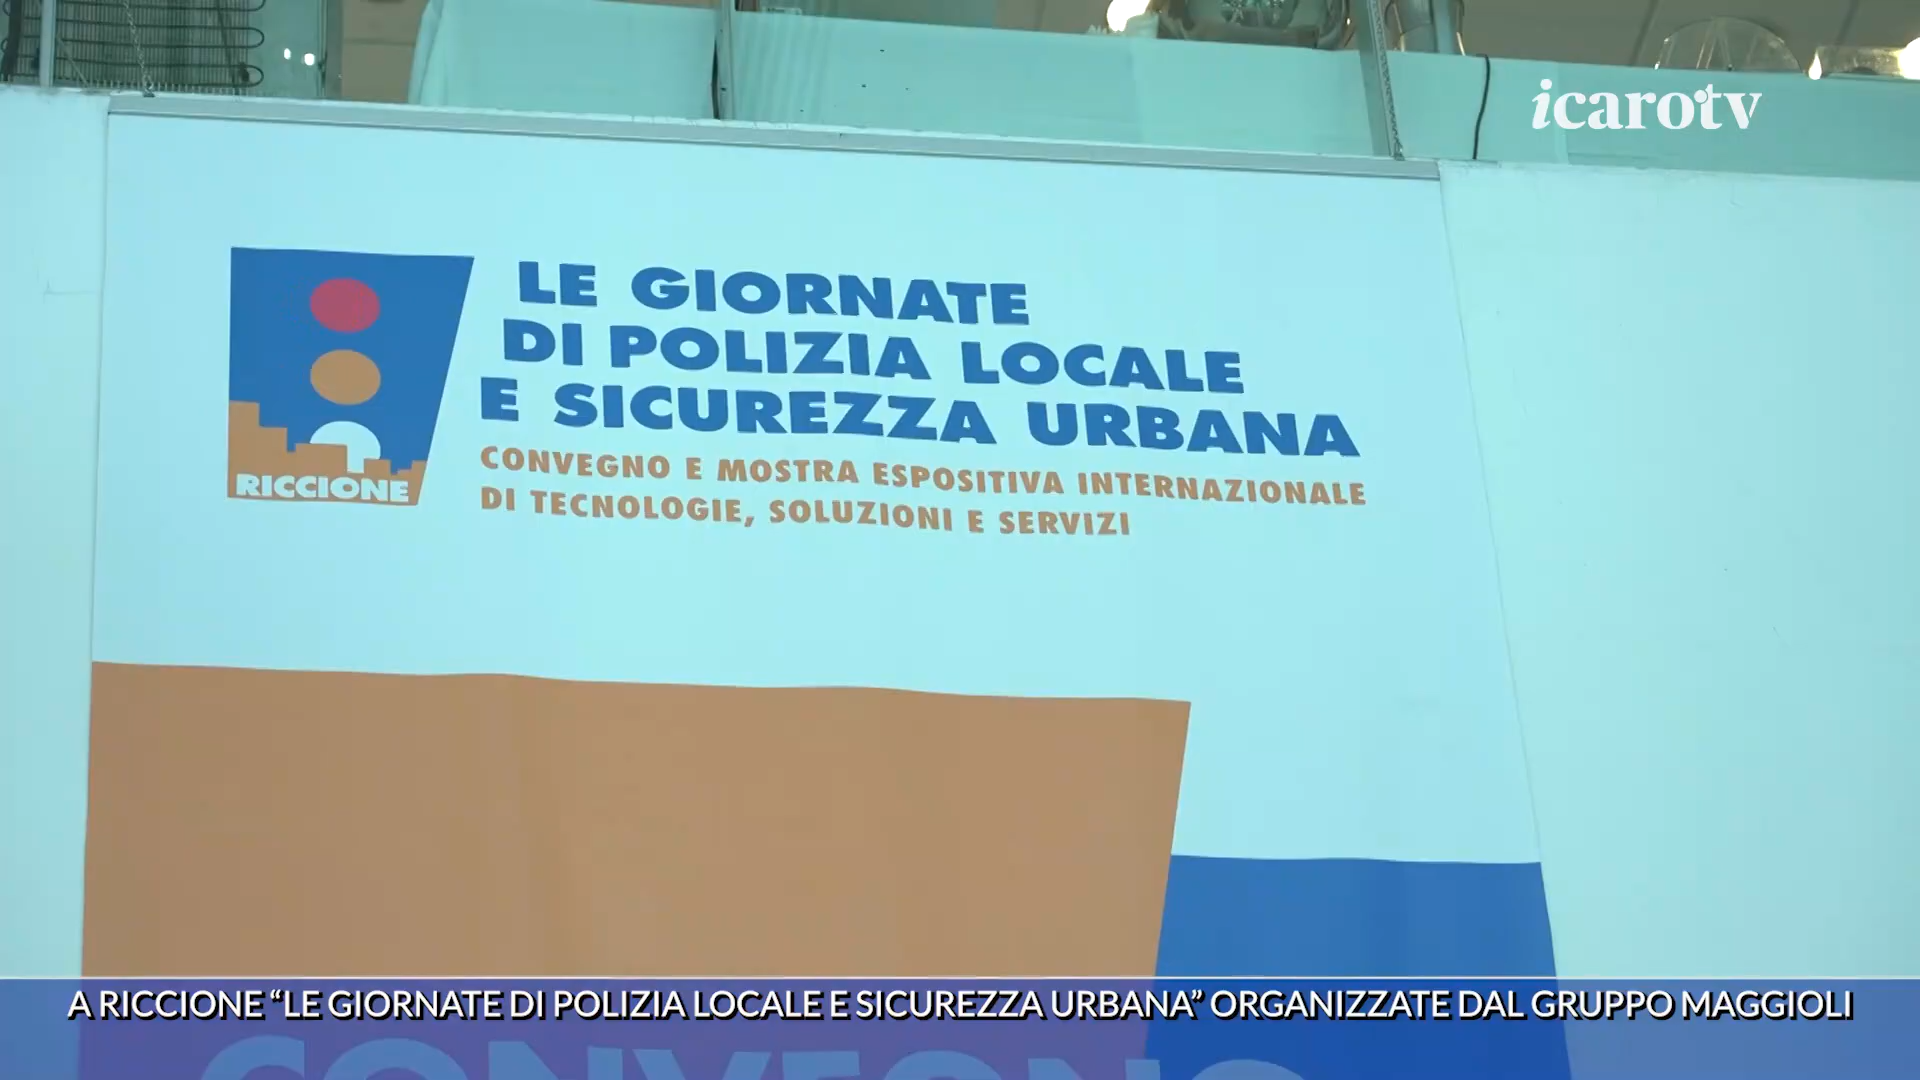 icarotv
LE GIORNATE
DI POLIZIA LOCALE
E SICUREZZA URBANA
CONVEGNO E MOSTRA ESPOSITIVA INTERNAZIONALE
DI TECNOLOGIE, SOLUZIONI E SERVIZI
RICCIONE
A RICCIONE “LE GIORNATE DI POLIZIA LOCALE E SICUREZZA URBANA” ORGANIZZATE DAL GRUPPO MAGGIOLI
CONVEGNO